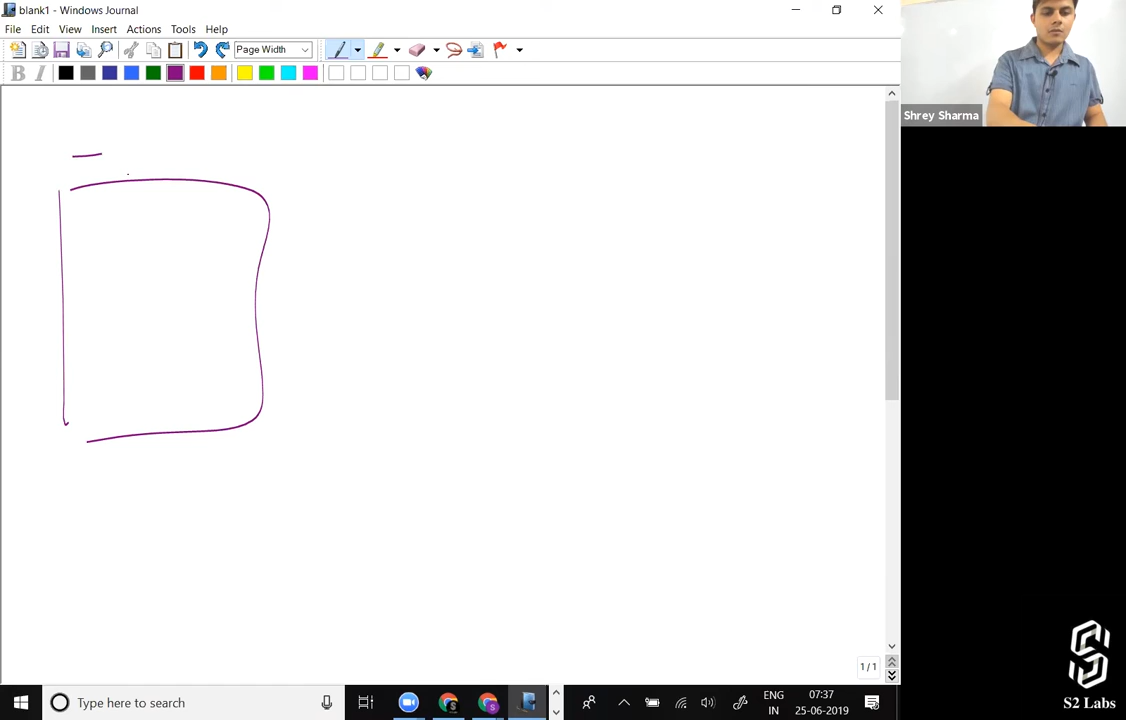 blank1 - Windows Journal
File Edit View Insert Actions Tools Help
Page Width
B I
Shrey Sharma
1 / 1
Type here to search
ENG
IN
07:37
25-06-2019
S2 Labs